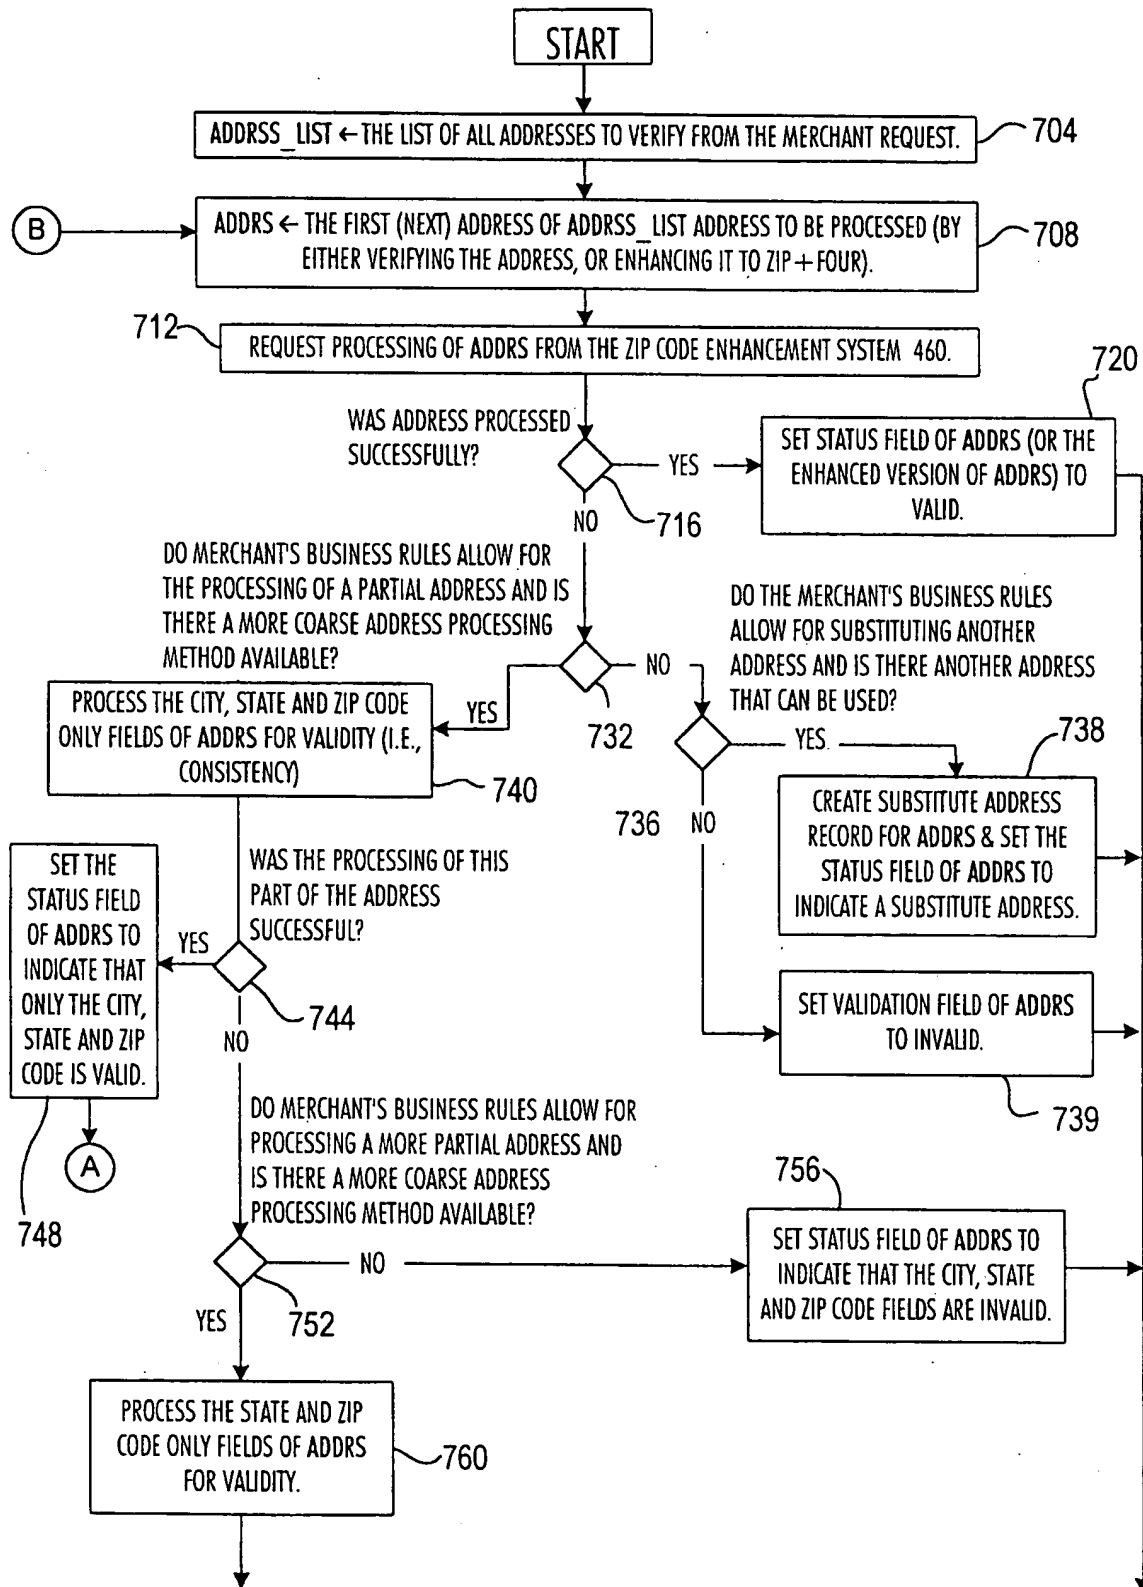 START
ADDRSS_LIST ← THE LIST OF ALL ADDRESSES TO VERIFY FROM THE MERCHANT REQUEST.
704
B
ADDRS ← THE FIRST (NEXT) ADDRESS OF ADDRSS_LIST ADDRESS TO BE PROCESSED (BY
EITHER VERIFYING THE ADDRESS, OR ENHANCING IT TO ZIP+FOUR).
708
712
REQUEST PROCESSING OF ADDRS FROM THE ZIP CODE ENHANCEMENT SYSTEM 460.
WAS ADDRESS PROCESSED
SUCCESSFULLY?
YES
NO
716
720
SET STATUS FIELD OF ADDRS (OR THE
ENHANCED VERSION OF ADDRS) TO
VALID.
DO MERCHANT'S BUSINESS RULES ALLOW FOR
THE PROCESSING OF A PARTIAL ADDRESS AND IS
THERE A MORE COARSE ADDRESS PROCESSING
METHOD AVAILABLE?
NO
YES
732
DO THE MERCHANT'S BUSINESS RULES
ALLOW FOR SUBSTITUTING ANOTHER
ADDRESS AND IS THERE ANOTHER ADDRESS
THAT CAN BE USED?
YES
736
NO
PROCESS THE CITY, STATE AND ZIP CODE
ONLY FIELDS OF ADDRS FOR VALIDITY (I.E.,
CONSISTENCY)
740
738
CREATE SUBSTITUTE ADDRESS
RECORD FOR ADDRS & SET THE
STATUS FIELD OF ADDRS TO
INDICATE A SUBSTITUTE ADDRESS.
WAS THE PROCESSING OF THIS
PART OF THE ADDRESS
SUCCESSFUL?
YES
NO
744
SET THE
STATUS FIELD
OF ADDRS TO
INDICATE THAT
ONLY THE CITY,
STATE AND ZIP
CODE IS VALID.
A
748
SET VALIDATION FIELD OF ADDRS
TO INVALID.
739
DO MERCHANT'S BUSINESS RULES ALLOW FOR
PROCESSING A MORE PARTIAL ADDRESS AND
IS THERE A MORE COARSE ADDRESS
PROCESSING METHOD AVAILABLE?
NO
YES
752
756
SET STATUS FIELD OF ADDRS TO
INDICATE THAT THE CITY, STATE
AND ZIP CODE FIELDS ARE INVALID.
PROCESS THE STATE AND ZIP
CODE ONLY FIELDS OF ADDRS
FOR VALIDITY.
760